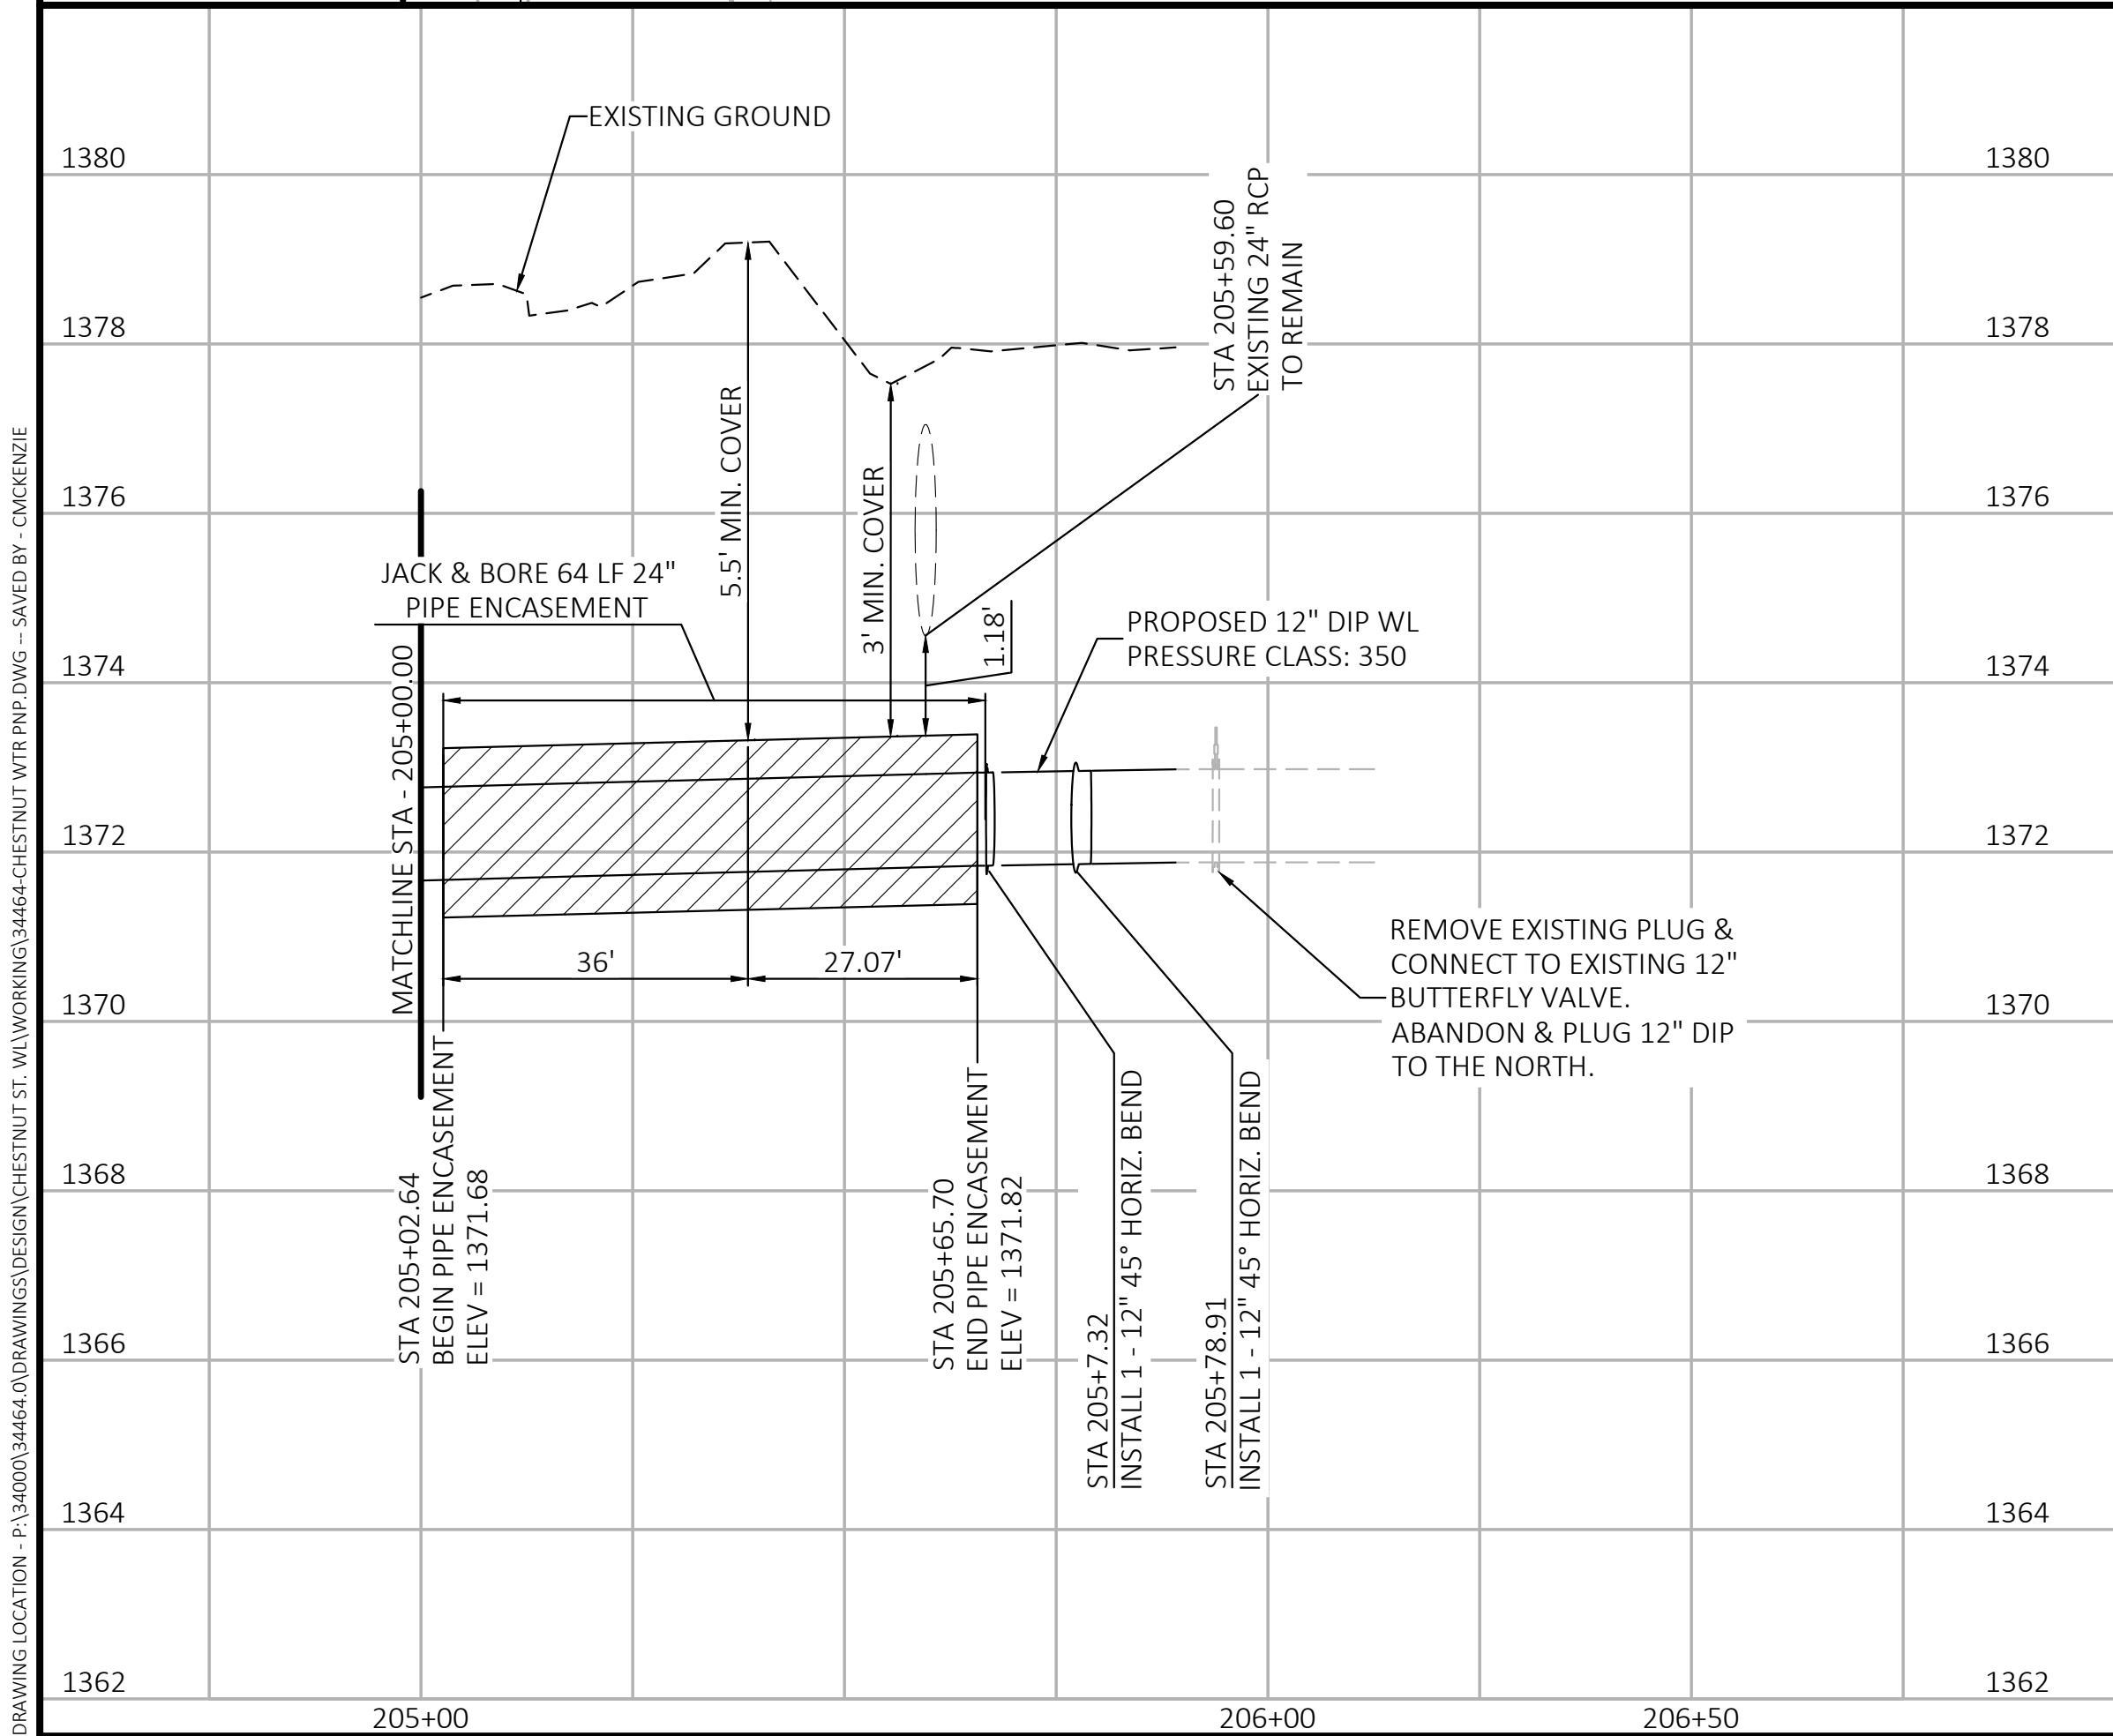 EXISTING GROUND
1380
1380
STA 205+59.60
EXISTING 24" RCP
TO REMAIN
1378
1378
5.5' MIN. COVER
3' MIN. COVER
1376
1376
JACK & BORE 64 LF 24"
PIPE ENCASEMENT
1.18'
PROPOSED 12" DIP WL
PRESSURE CLASS: 350
1374
1374
MATCHLINE STA - 205+00.00
1372
1372
36'
27.07'
REMOVE EXISTING PLUG &
CONNECT TO EXISTING 12"
BUTTERFLY VALVE.
ABANDON & PLUG 12" DIP
TO THE NORTH.
1370
1370
STA 205+02.64
BEGIN PIPE ENCASEMENT
ELEV = 1371.68
STA 205+65.70
END PIPE ENCASEMENT
ELEV = 1371.82
STA 205+7.32
INSTALL 1 - 12" 45° HORIZ. BEND
STA 205+78.91
INSTALL 1 - 12" 45° HORIZ. BEND
1368
1368
1366
1366
1364
1364
1362
1362
205+00
206+00
206+50
DRAWING LOCATION - P:\34000\34464.0\DRAWINGS\DESIGN\CHESTNUT ST. WL\WORKING\34464-CHESTNUT WTR PNP.DWG -- SAVED BY - CMCKENZIE